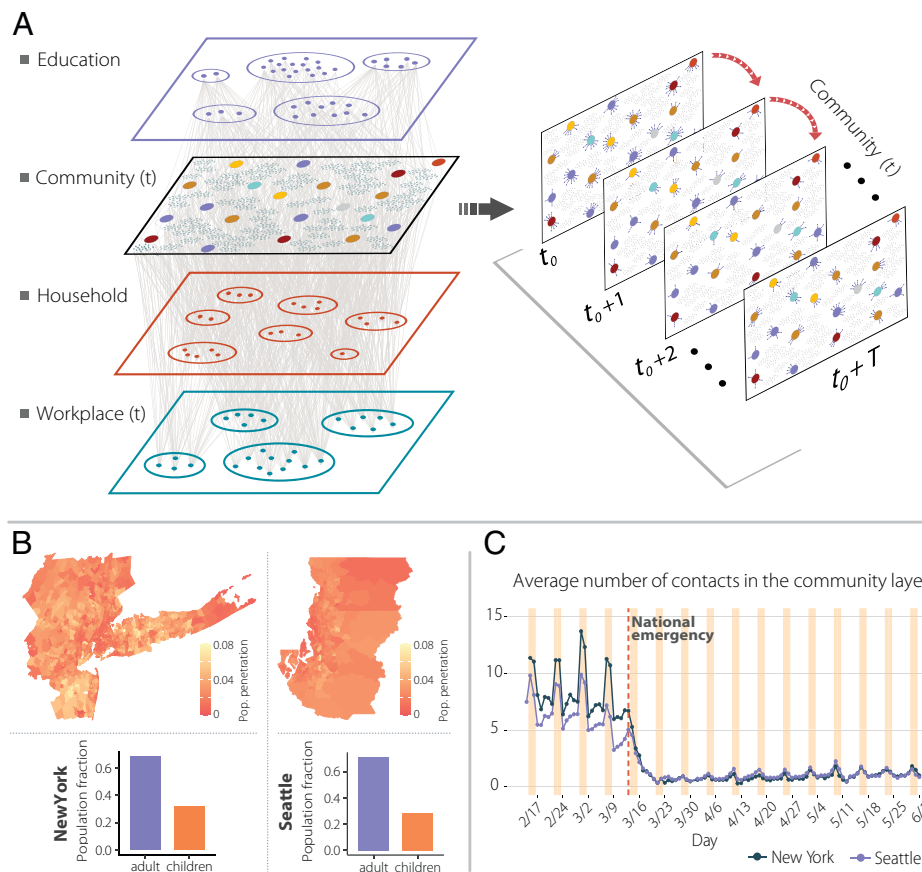 A
Education
Community (t)
Household
Workplace (t)
Community (t)
t₀
t₀+1
t₀+2
t₀+T
B
0.08
0.04
0
Pop. penetration
0.08
0.04
0
Pop. penetration
NewYork
Population fraction
0.6
0.4
0.2
0.0
adult children
Seattle
Population fraction
0.6
0.4
0.2
0.0
adult children
C
Average number of contacts in the community laye
15
10
5
0
National
emergency
2/17 2/24 3/2 3/9 3/16 3/23 3/30 4/6 4/13 4/20 4/27 5/4 5/11 5/18 5/25 6/
Day
New York Seattle